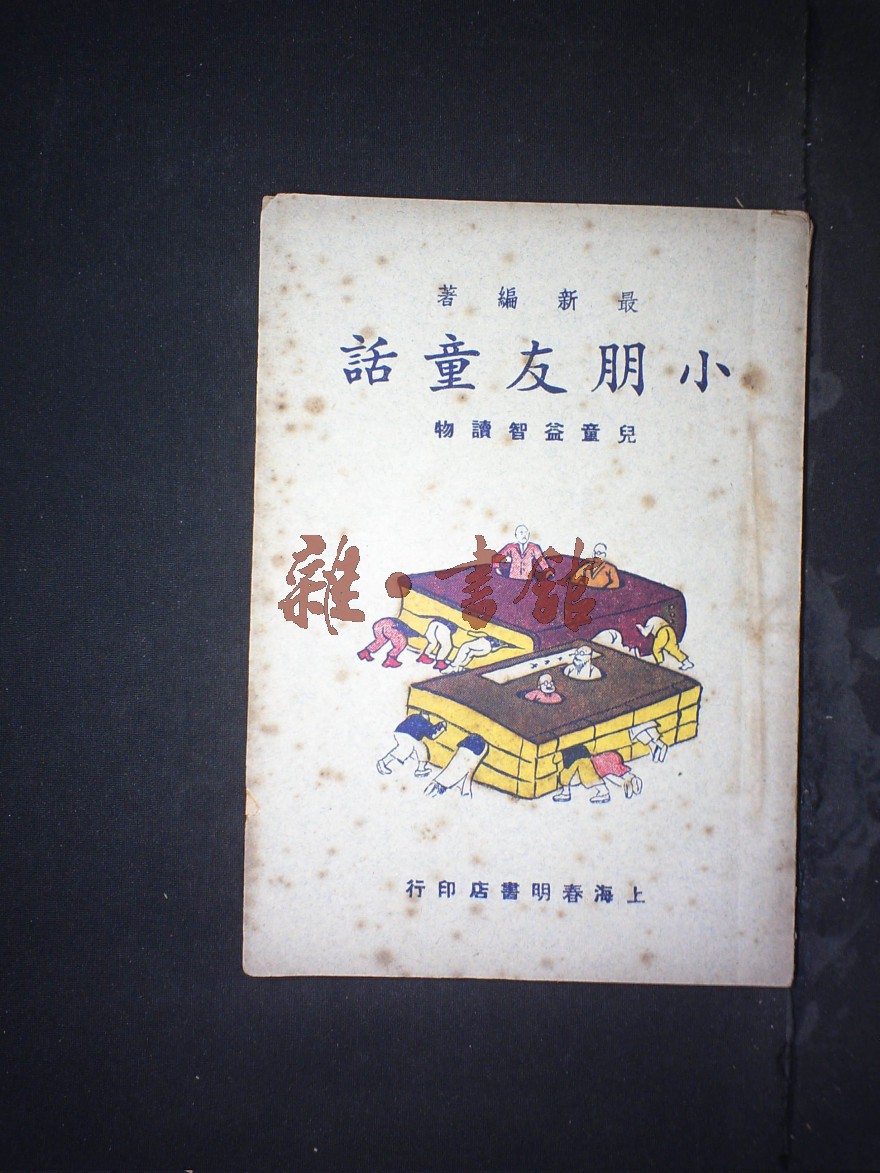 最新編著
小朋友童話
兒童益智讀物
雜·書館
上海春明書店印行